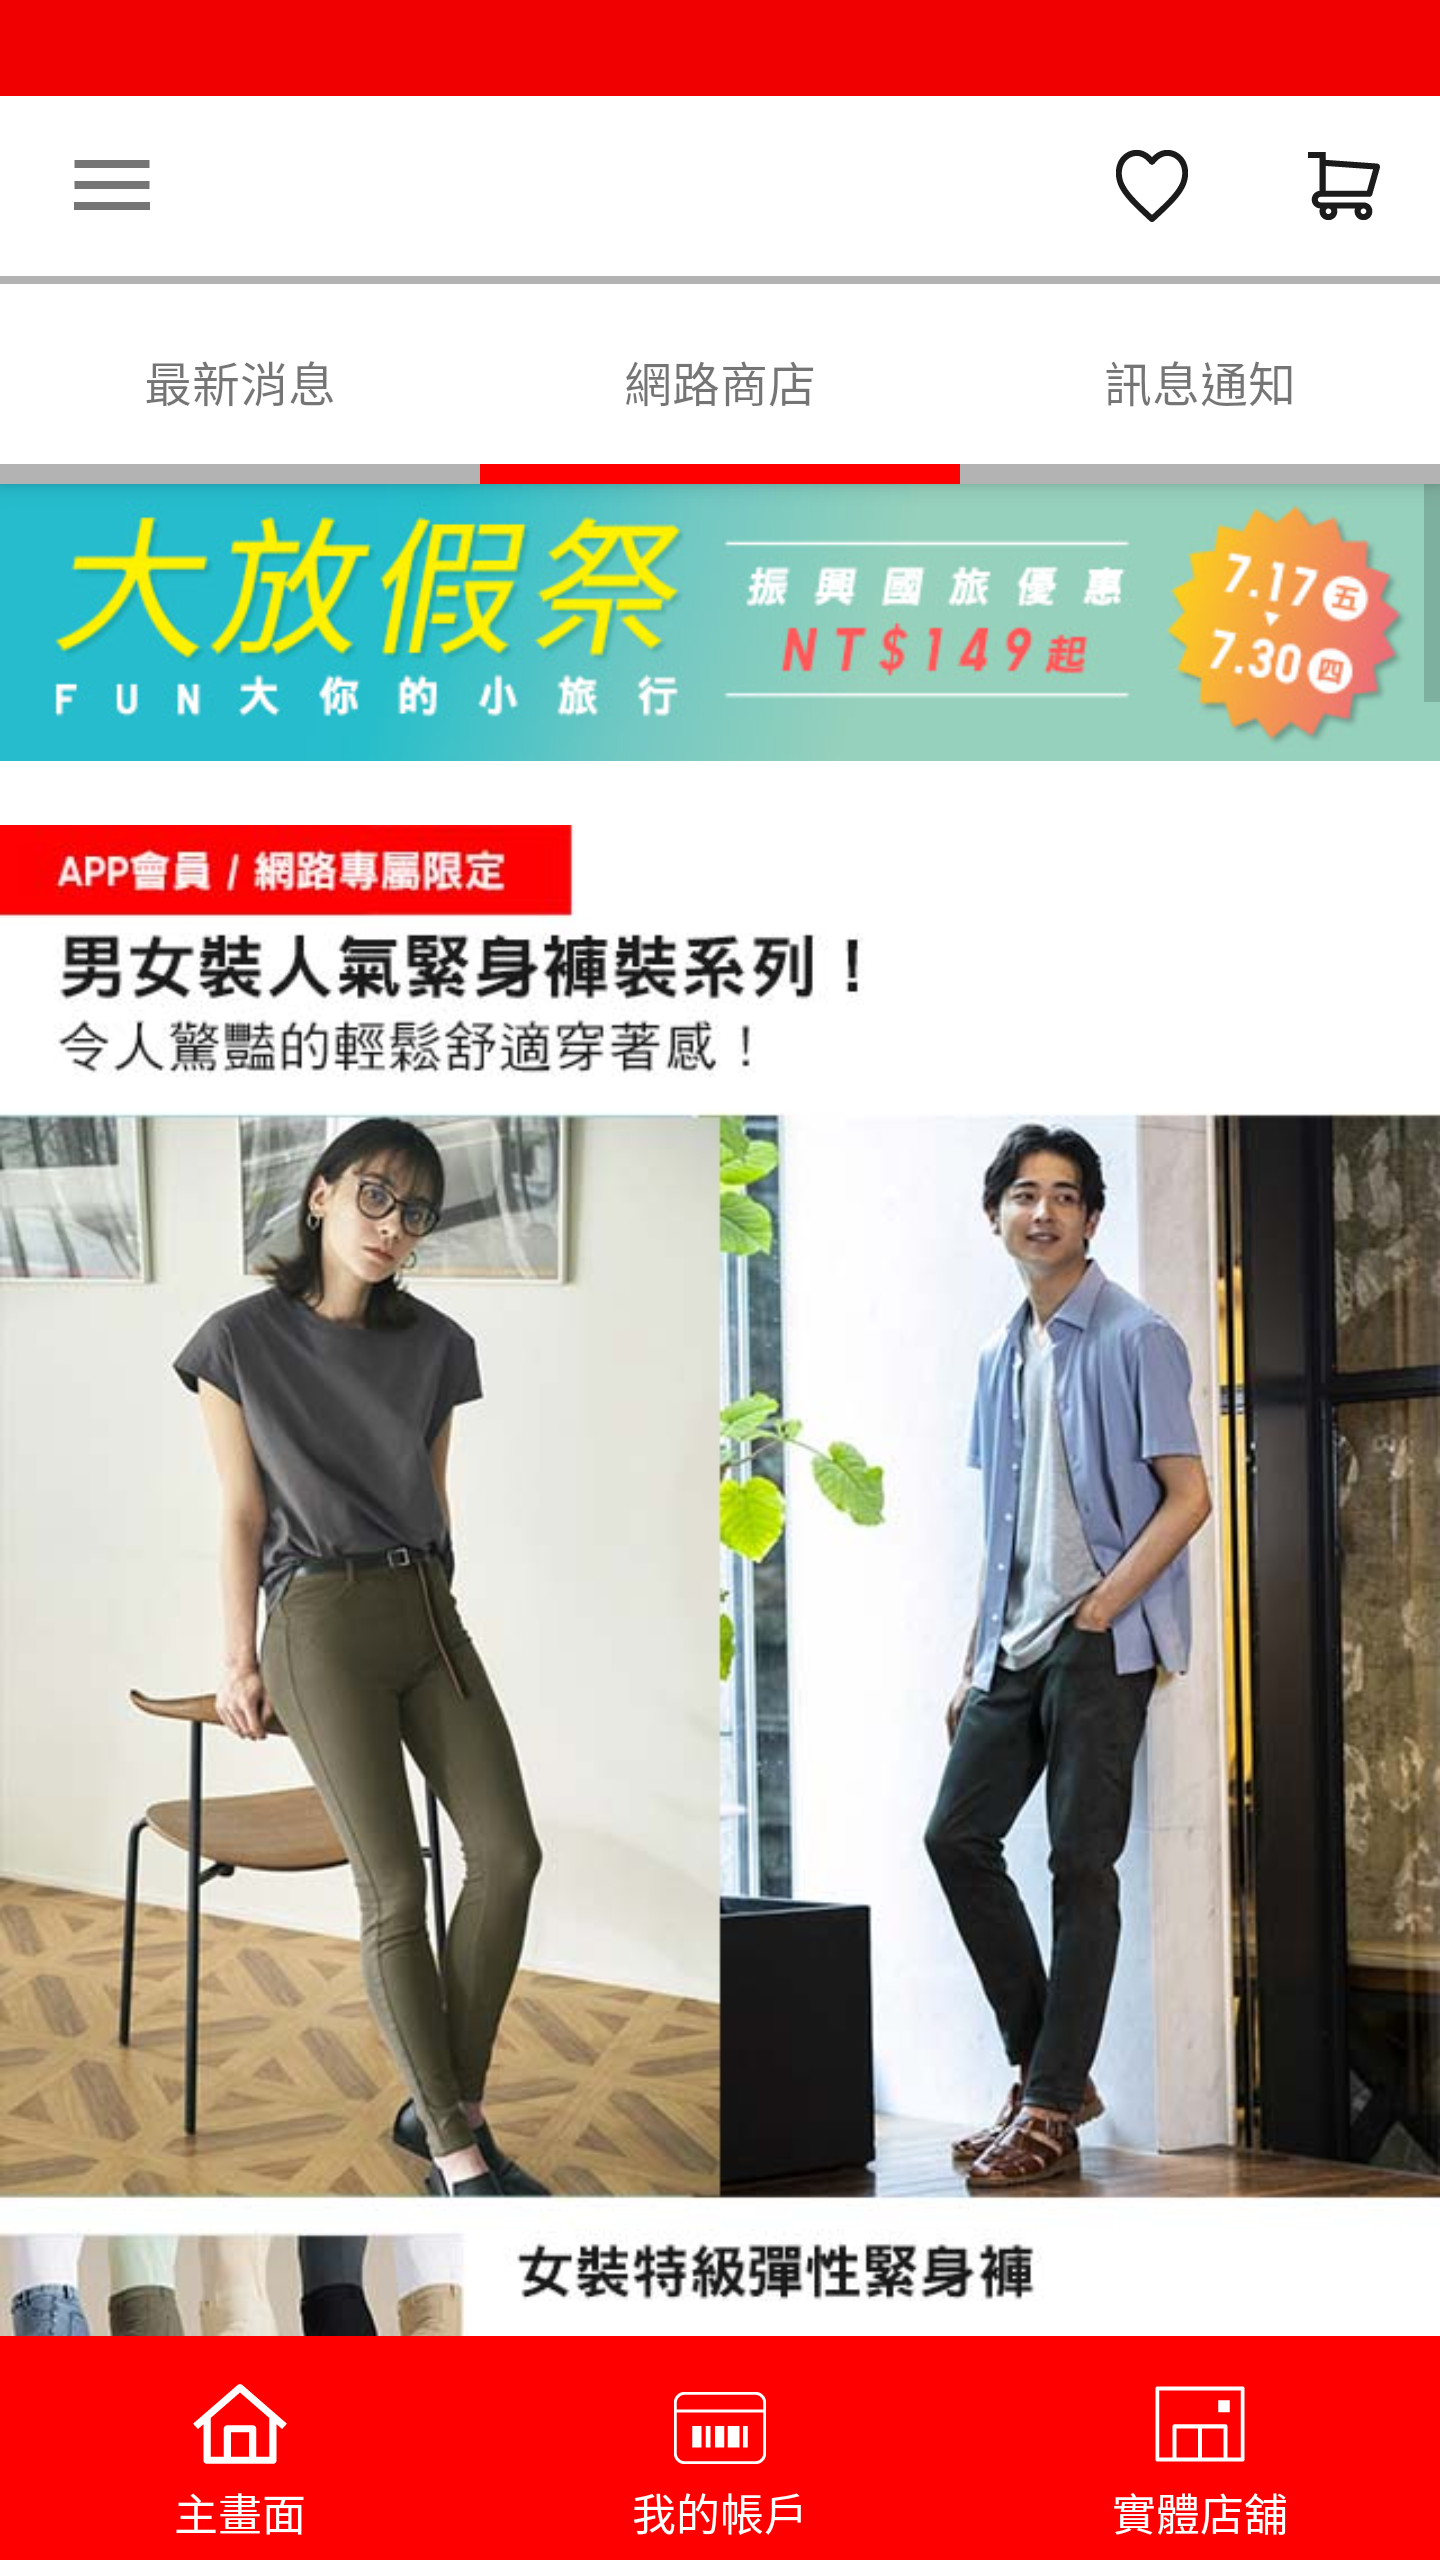 最新消息
網路商店
訊息通知
大放假祭
FUN大你的小旅行
振興國旅優惠
NT$149起
7.17五
7.30四
APP會員 / 網路專屬限定
男女裝人氣緊身褲裝系列！
令人驚豔的輕鬆舒適穿著感！
女裝特級彈性緊身褲
主畫面
我的帳戶
實體店舖